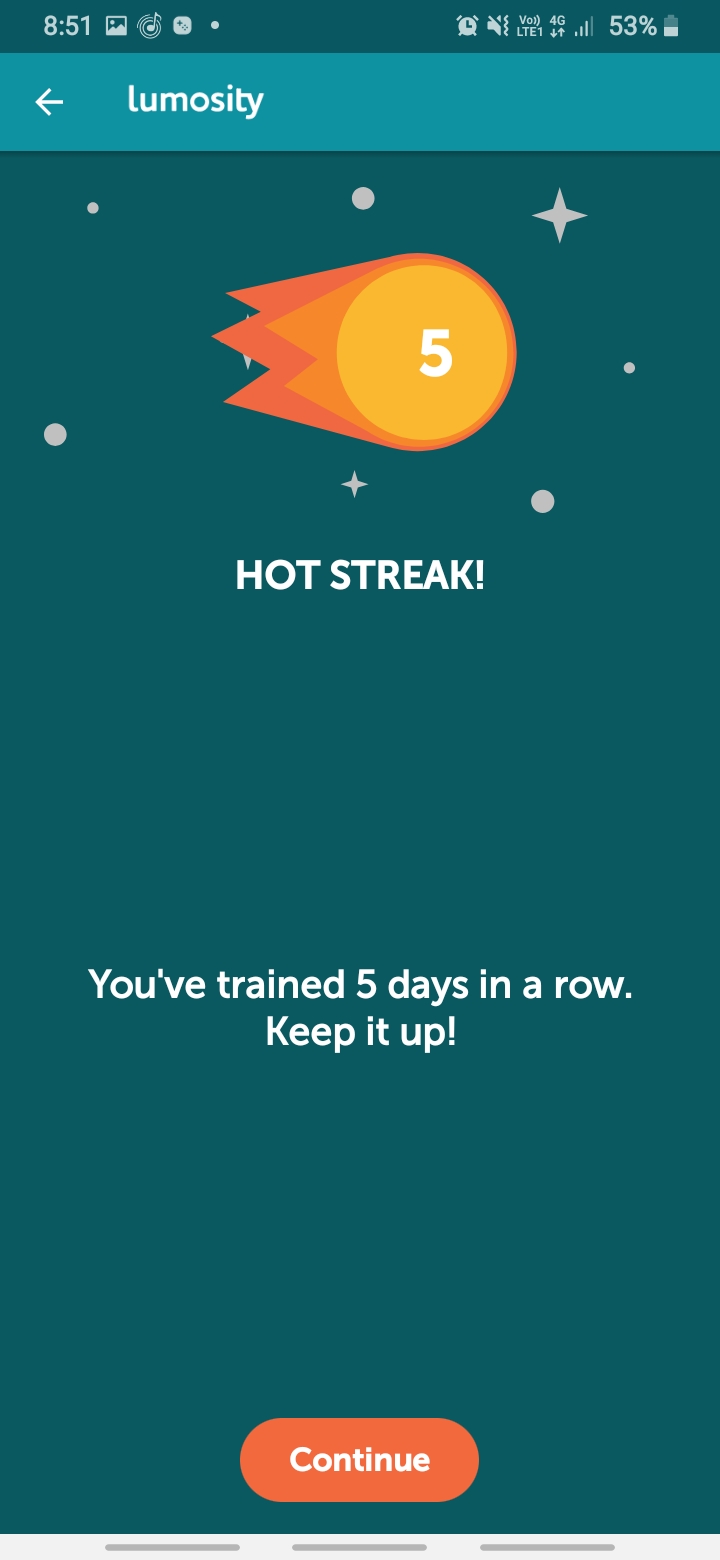 8:51 Vo)) LTE1 4G 53%
lumosity
5
HOT STREAK!
You've trained 5 days in a row.
Keep it up!
Continue